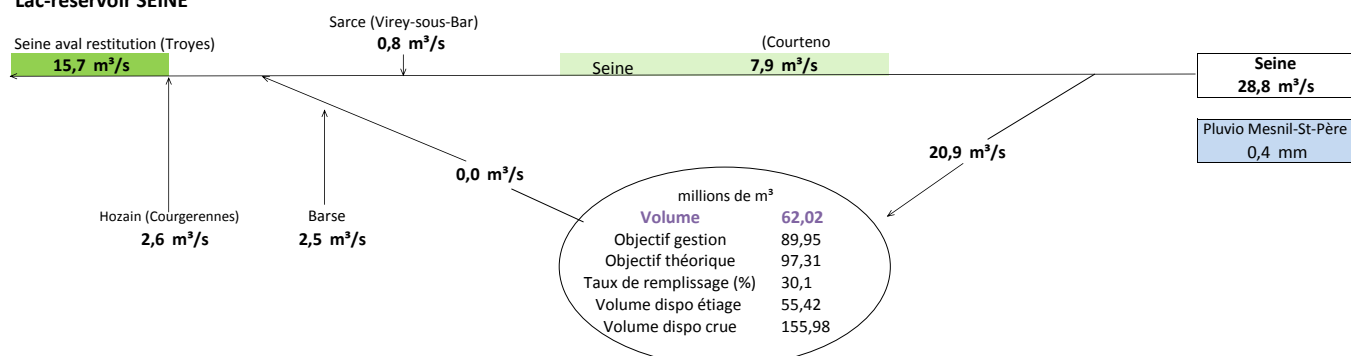 Lac-réservoir SEINE
Sarce (Virey-sous-Bar)
0,8 m³/s
Seine aval restitution (Troyes)
15,7 m³/s
(Courteno
Seine 7,9 m³/s
Seine
28,8 m³/s
Pluvio Mesnil-St-Père
0,4 mm
20,9 m³/s
0,0 m³/s
Hozain (Courgerennes)
2,6 m³/s
Barse
2,5 m³/s
millions de m³
Volume 62,02
Objectif gestion 89,95
Objectif théorique 97,31
Taux de remplissage (%) 30,1
Volume dispo étiage 55,42
Volume dispo crue 155,98